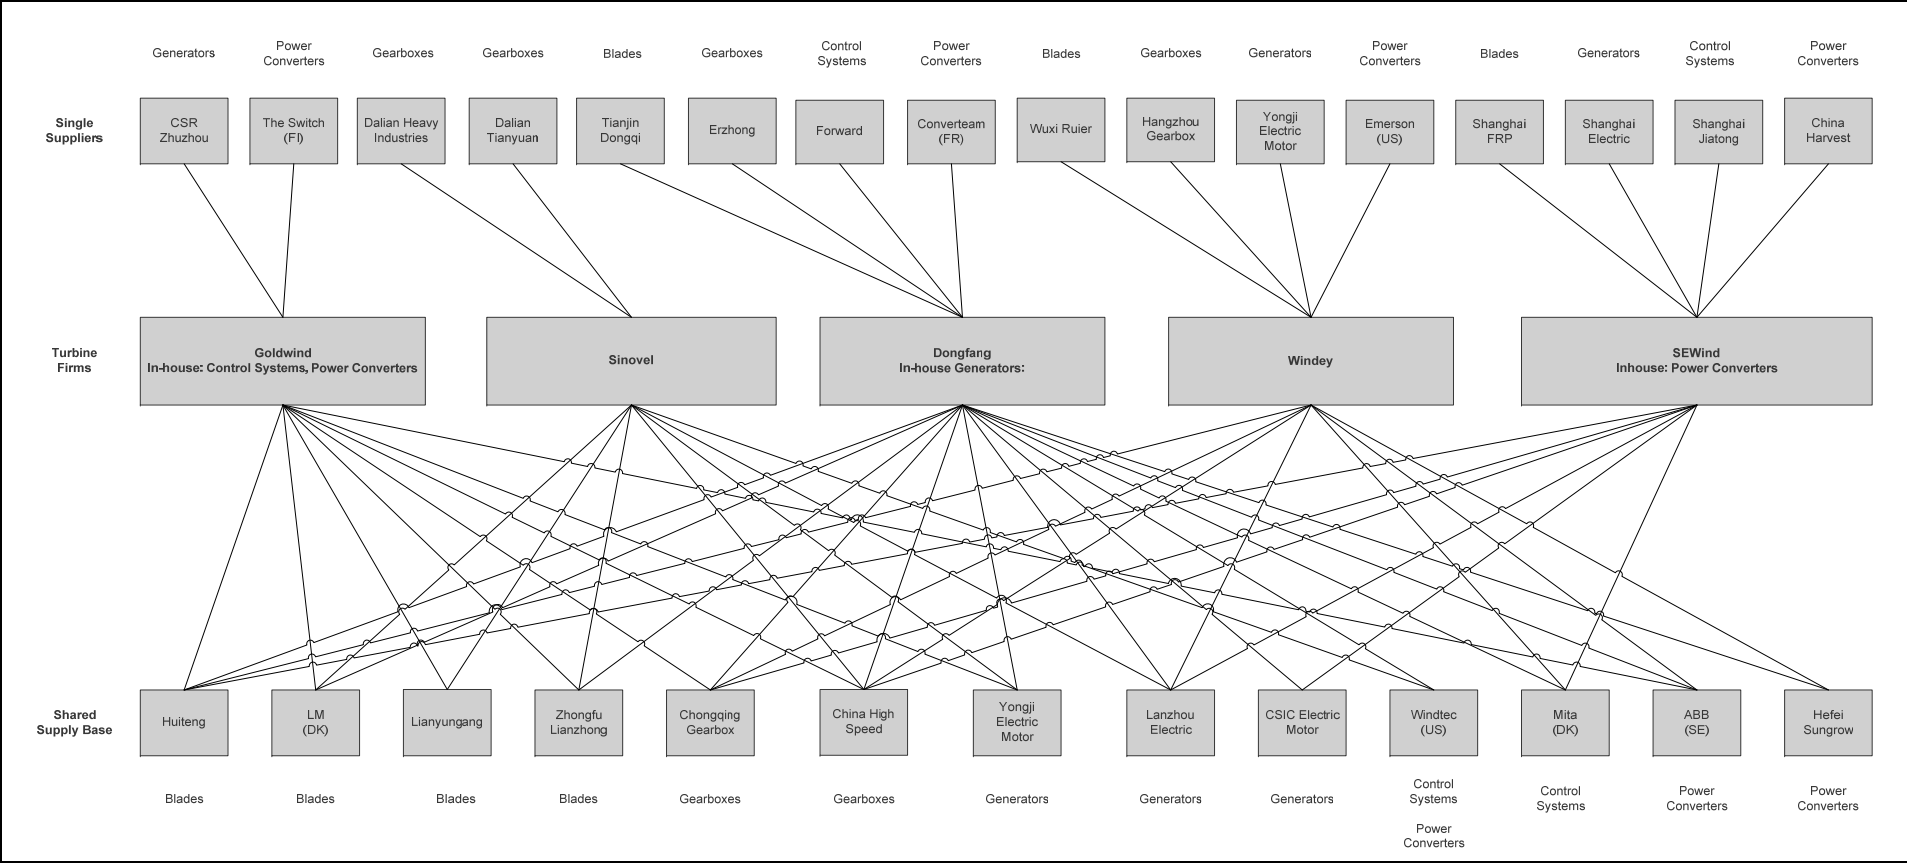 Generators
Power
Converters
Gearboxes
Gearboxes
Blades
Gearboxes
Control
Systems
Power
Converters
Blades
Gearboxes
Generators
Power
Converters
Blades
Generators
Control
Systems
Power
Converters
Single
Suppliers
CSR
Zhuzhou
The Switch
(FI)
Dalian Heavy
Industries
Dalian
Tianyuan
Tianjin
Dongqi
Erzhong
Forward
Converteam
(FR)
Wuxi Ruier
Hangzhou
Gearbox
Yongji
Electric
Motor
Emerson
(US)
Shanghai
FRP
Shanghai
Electric
Shanghai
Jiatong
China
Harvest
Turbine
Firms
Goldwind
In-house: Control Systems, Power Converters
Sinovel
Dongfang
In-house Generators:
Windey
SEWind
Inhouse: Power Converters
Shared
Supply Base
Huiteng
LM
(DK)
Lianyungang
Zhongfu
Lianzhong
Chongqing
Gearbox
China High
Speed
Yongji
Electric
Motor
Lanzhou
Electric
CSIC Electric
Motor
Windtec
(US)
Mita
(DK)
ABB
(SE)
Hefei
Sungrow
Blades
Blades
Blades
Blades
Gearboxes
Gearboxes
Generators
Generators
Generators
Control
Systems
Power
Converters
Control
Systems
Power
Converters
Power
Converters